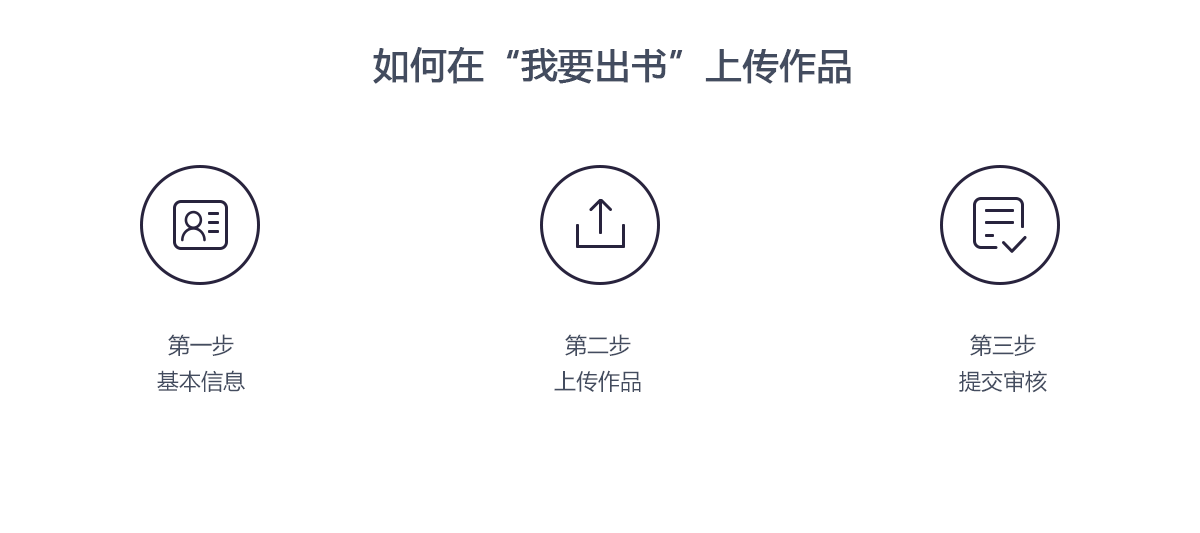 如何在“我要出书”上传作品
第一步
基本信息
第二步
上传作品
第三步
提交审核